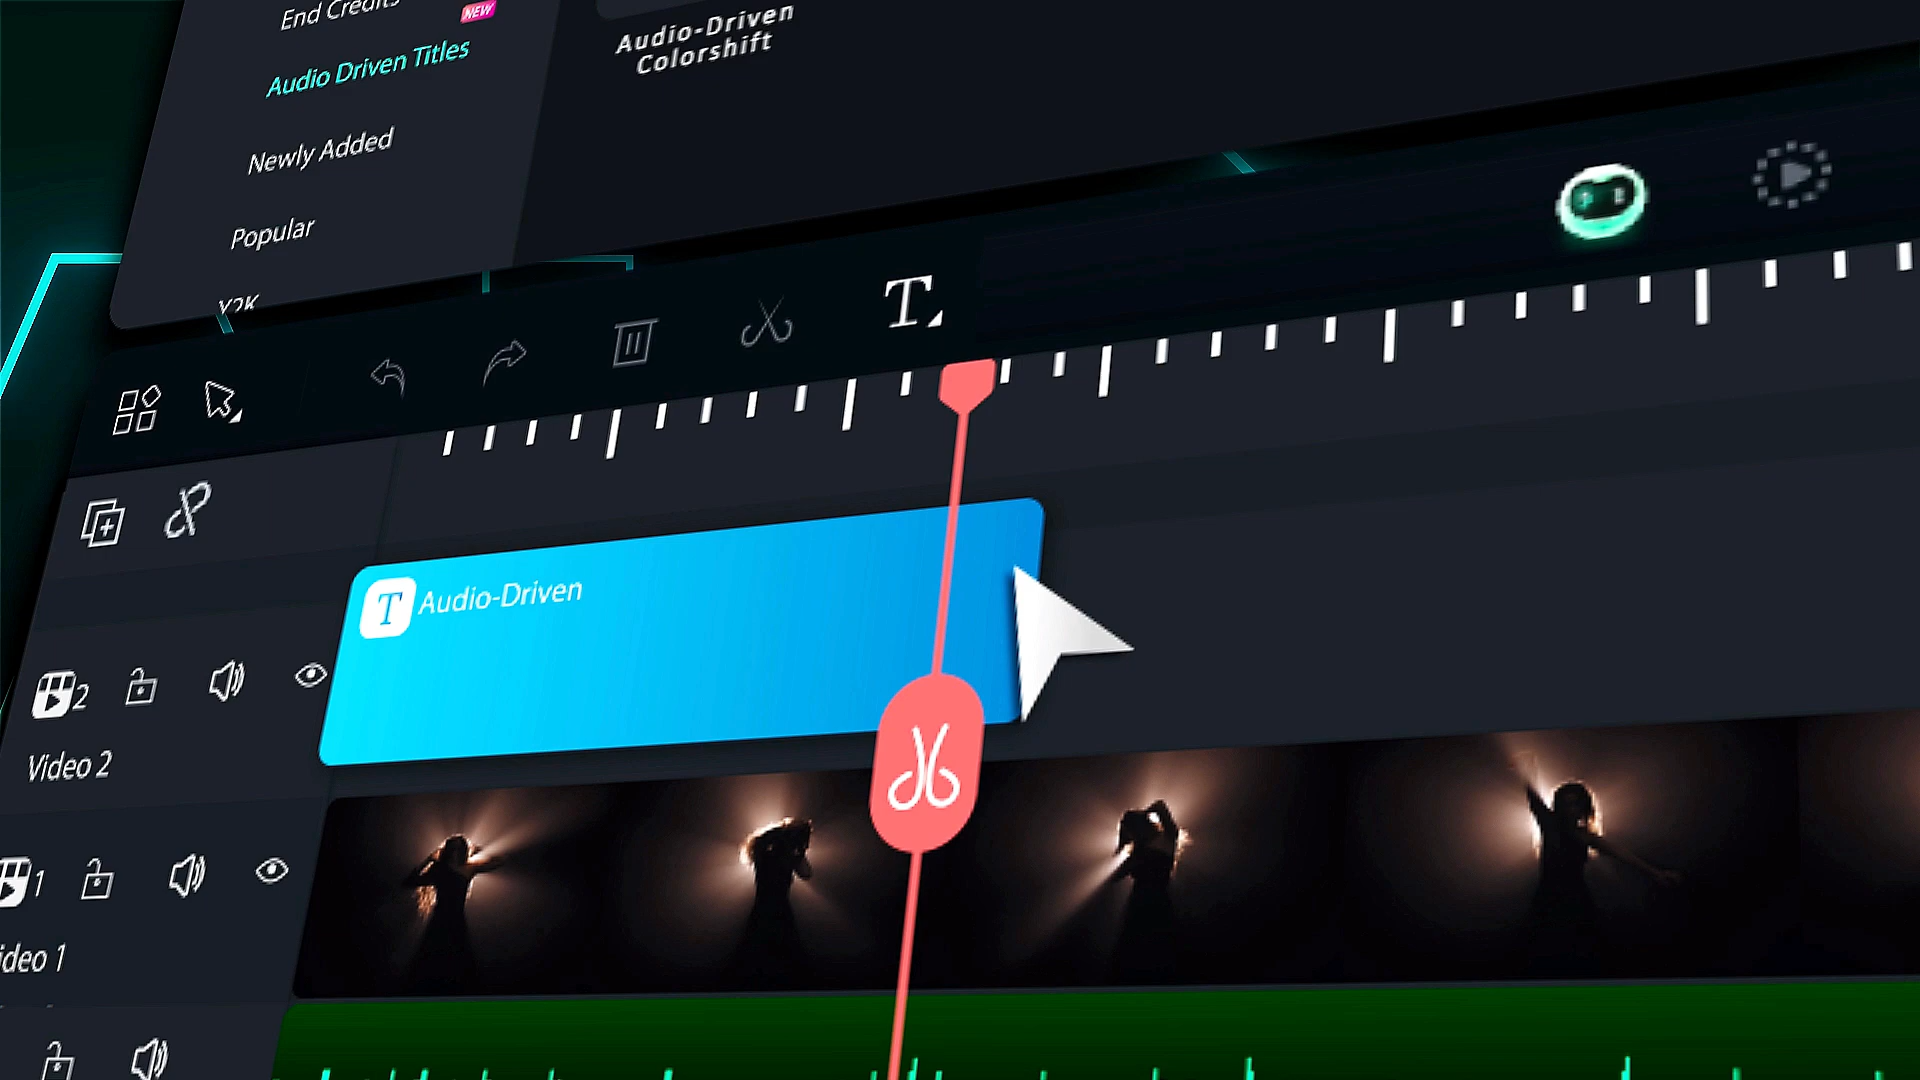 End Credits
NEW
Audio Driven Titles
Newly Added
Popular
Y2K
Audio-Driven
Colorshift
T
T Audio-Driven
2
Video 2
1
ideo 1